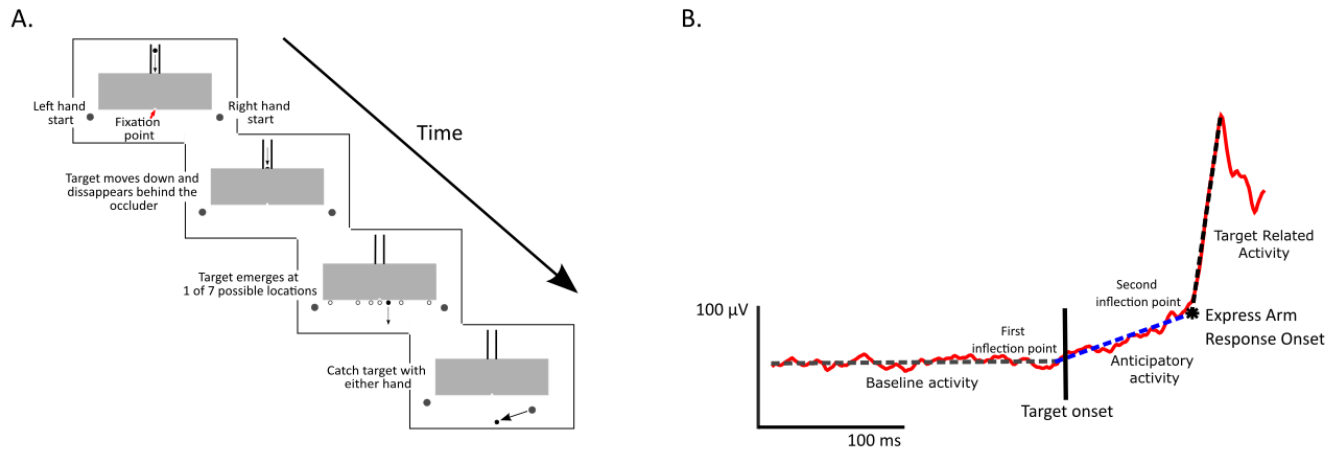 A.
Left hand
start
Fixation
point
Right hand
start
Time
Target moves down and
dissappears behind the
occluder
Target emerges at
1 of 7 possible locations
Catch target with
either hand
B.
100 µV
100 ms
Baseline activity
First
inflection point
Target onset
Anticipatory
activity
Second
inflection point
Express Arm
Response Onset
Target Related
Activity